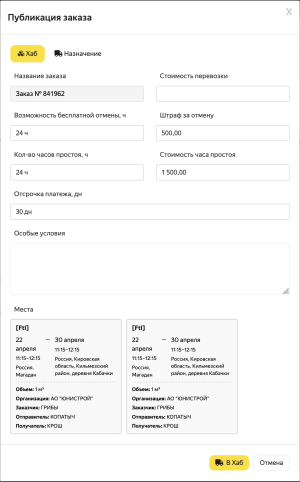 Публикация заказа
X
Хаб
Назначение
Название заказа
Стоимость перевозки
Заказ № 841962
Возможность бесплатной отмены, ч
Штраф за отмену
24 ч
500,00
Кол-во часов простоя, ч
Стоимость часа простоя
24 ч
1 500,00
Отсрочка платежа, дн
30 дн
Особые условия
Места
[Ftl]
22 апреля
—
30 апреля
11:15–12:15
11:15–12:15
Россия, Магадан
Россия, Кировская область, Кильмезский район, деревня Кабачки
Объем: 1 м³
Организация: АО "ЮНИСТРОЙ"
Заказчик: ГРИБЫ
Отправитель: КОПАТЫЧ
Получатель: КРОШ
[Ftl]
22 апреля
—
30 апреля
11:15–12:15
11:15–12:15
Россия, Магадан
Россия, Кировская область, Кильмезский район, деревня Кабачки
Объем: 1 м³
Организация: АО "ЮНИСТРОЙ"
Заказчик: ГРИБЫ
Отправитель: КОПАТЫЧ
Получатель: КРОШ
В Хаб
Отмена